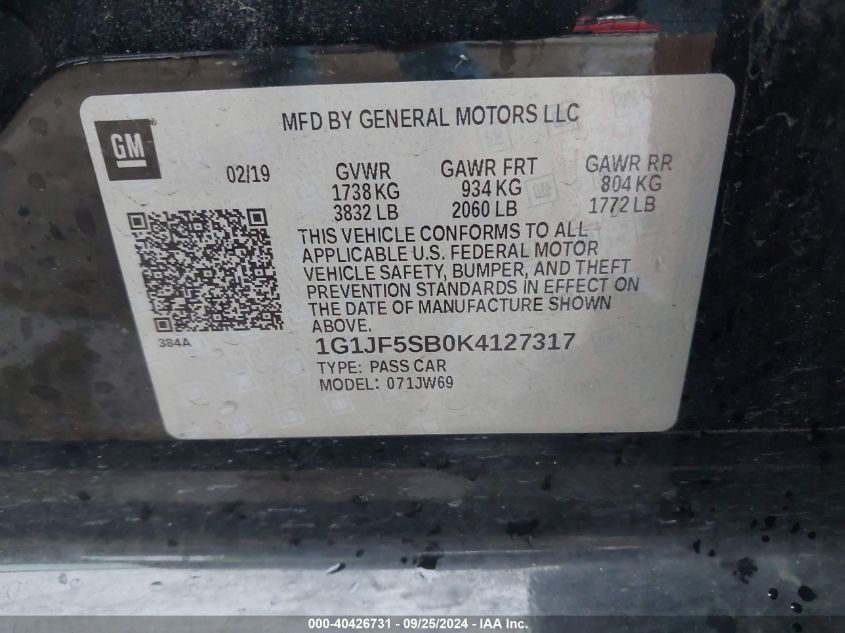 MFD BY GENERAL MOTORS LLC
GM
02/19
GVWR GAWR FRT GAWR RR
1738 KG 934 KG 804 KG
3832 LB 2060 LB 1772 LB
THIS VEHICLE CONFORMS TO ALL
APPLICABLE U.S. FEDERAL MOTOR
VEHICLE SAFETY, BUMPER, AND THEFT
PREVENTION STANDARDS IN EFFECT ON
THE DATE OF MANUFACTURE SHOWN
ABOVE.
384A
1G1JF5SB0K4127317
TYPE: PASS CAR
MODEL: 071JW69
000-40426731 - 09/25/2024 - IAA Inc.